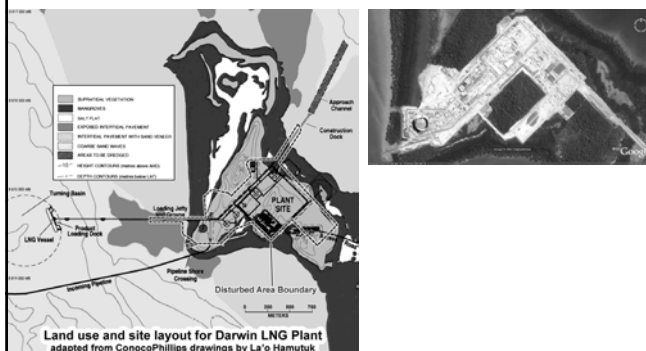 SUPRATIDAL VEGETATION
MANGROVES
SALT FLAT
EXPOSED INTERTIDAL PAVEMENT
INTERTIDAL PAVEMENT WITH SAND VENEER
COARSE SAND WAVES
AREAS TO BE DREDGED
HEIGHT CONTOURS (metres above AHD)
DEPTH CONTOURS (metres below LAT)
Approach
Channel
Construction
Dock
Turning Basin
LNG Vessel
Product
Loading Dock
Loading Jetty
PLANT
SITE
Pipeline Shore
Crossing
Incoming Pipeline
Disturbed Area Boundary
0 250 500 750
METERS
Land use and site layout for Darwin LNG Plant
adapted from ConocoPhillips drawings by La'o Hamutuk
Google